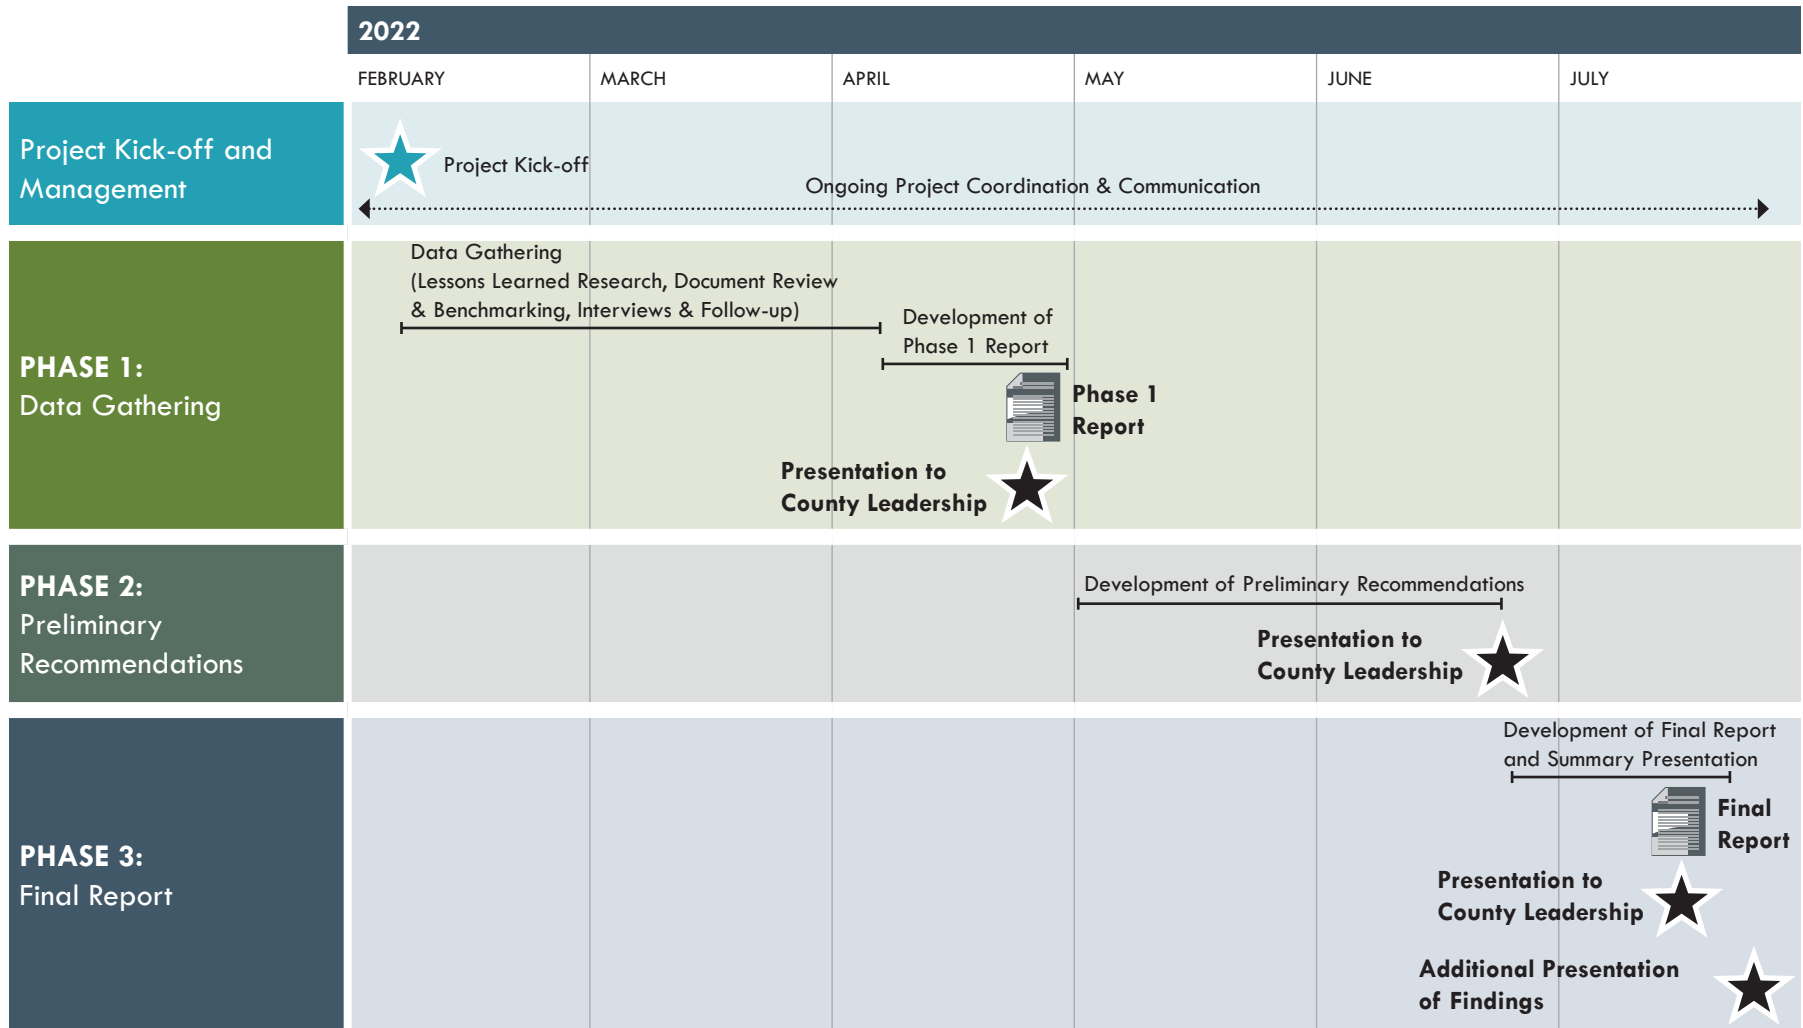 2022
FEBRUARY
MARCH
APRIL
MAY
JUNE
JULY
Project Kick-off and
Management
Project Kick-off
Ongoing Project Coordination & Communication
PHASE 1:
Data Gathering
Data Gathering
(Lessons Learned Research, Document Review
& Benchmarking, Interviews & Follow-up)
Development of
Phase 1 Report
Phase 1
Report
Presentation to
County Leadership
PHASE 2:
Preliminary
Recommendations
Development of Preliminary Recommendations
Presentation to
County Leadership
PHASE 3:
Final Report
Development of Final Report
and Summary Presentation
Final
Report
Presentation to
County Leadership
Additional Presentation
of Findings